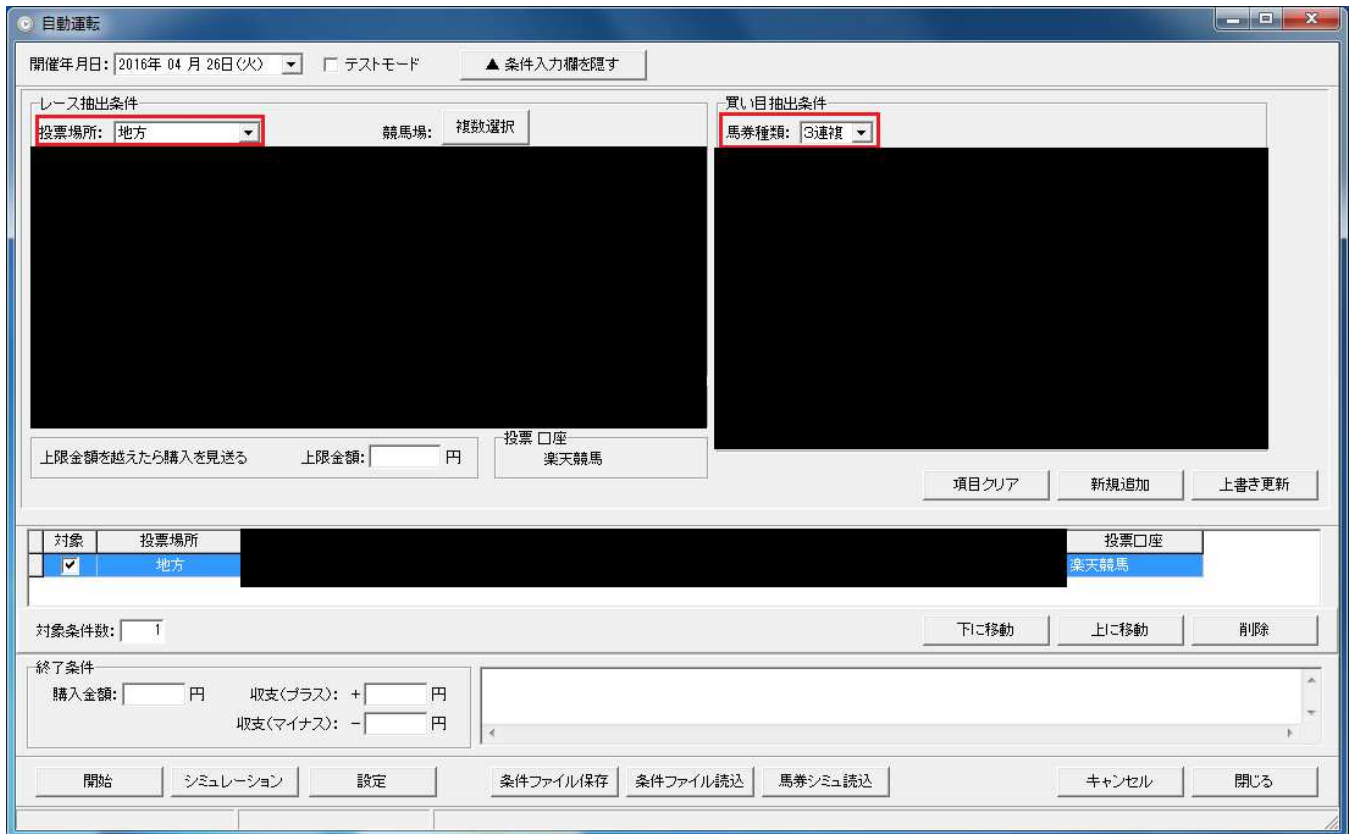 自動運転
開催年月日: 2016年 04 月 26日(火) テストモード ▲ 条件入力欄を隠す
レース抽出条件 買い目抽出条件
投票場所: 地方 競馬場: 複数選択 馬券種類: 3連複
投票 口座
上限金額を越えたら購入を見送る 上限金額: 円 楽天競馬
項目クリア 新規追加 上書き更新
対象 投票場所 投票口座
地方 楽天競馬
対象条件数: 1 下に移動 上に移動 削除
終了条件
購入金額: 円 収支(プラス): + 円
収支(マイナス): - 円
開始 シミュレーション 設定 条件ファイル保存 条件ファイル読込 馬券シミュ読込 キャンセル 閉じる